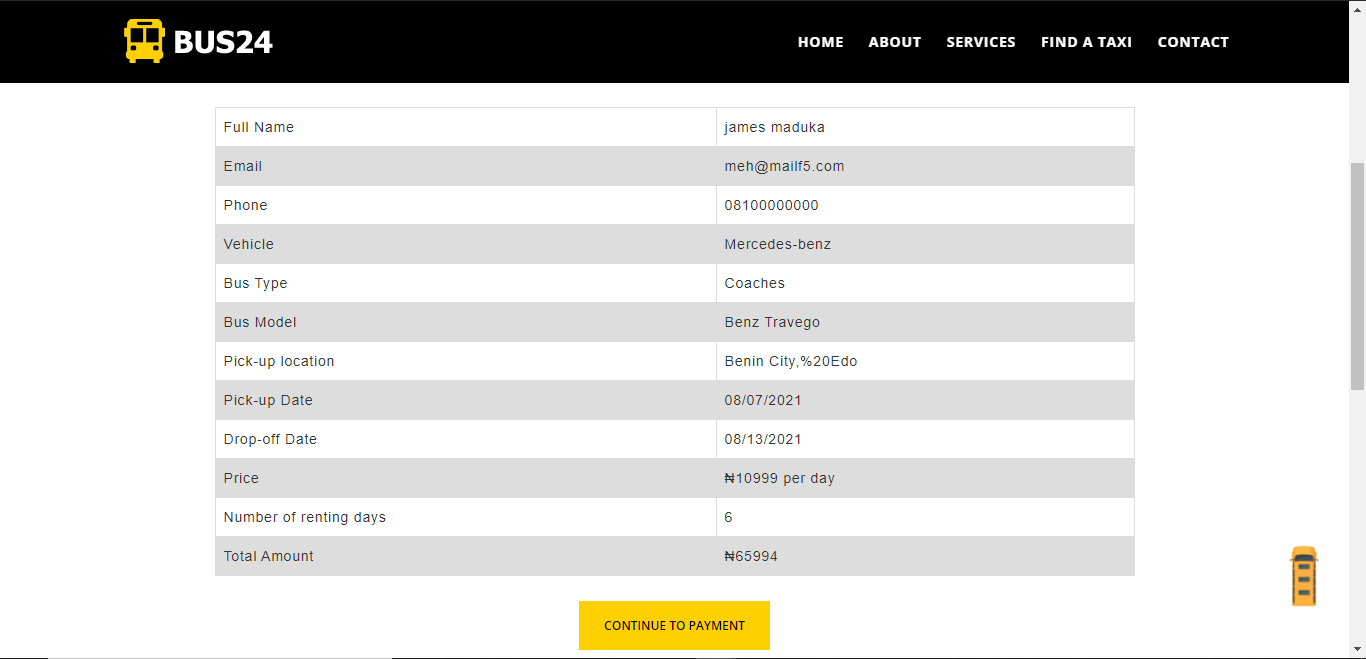 BUS24
HOME ABOUT SERVICES FIND A TAXI CONTACT
Full Name james maduka
Email meh@mailf5.com
Phone 08100000000
Vehicle Mercedes-benz
Bus Type Coaches
Bus Model Benz Travego
Pick-up location Benin City,%20Edo
Pick-up Date 08/07/2021
Drop-off Date 08/13/2021
Price ₦10999 per day
Number of renting days 6
Total Amount ₦65994
CONTINUE TO PAYMENT